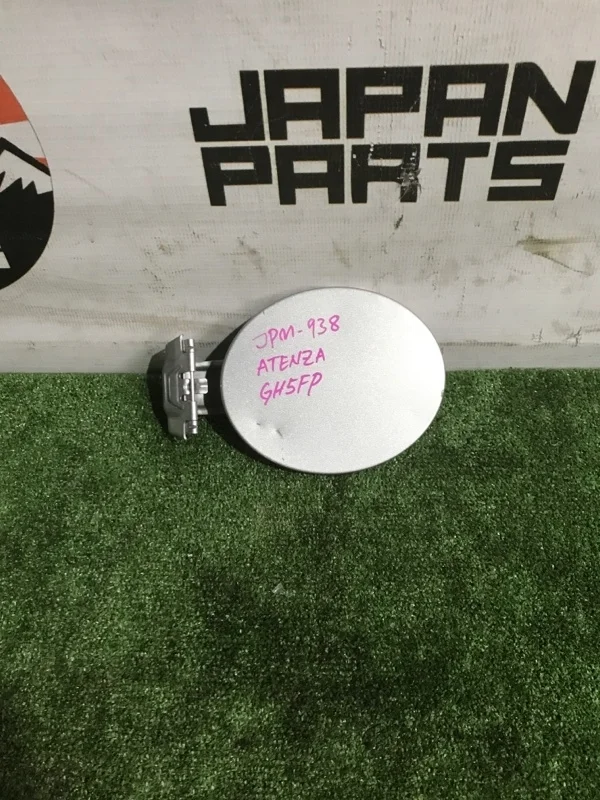 JAPAN
PARTS
JPM-938
ATENZA
GH5FP